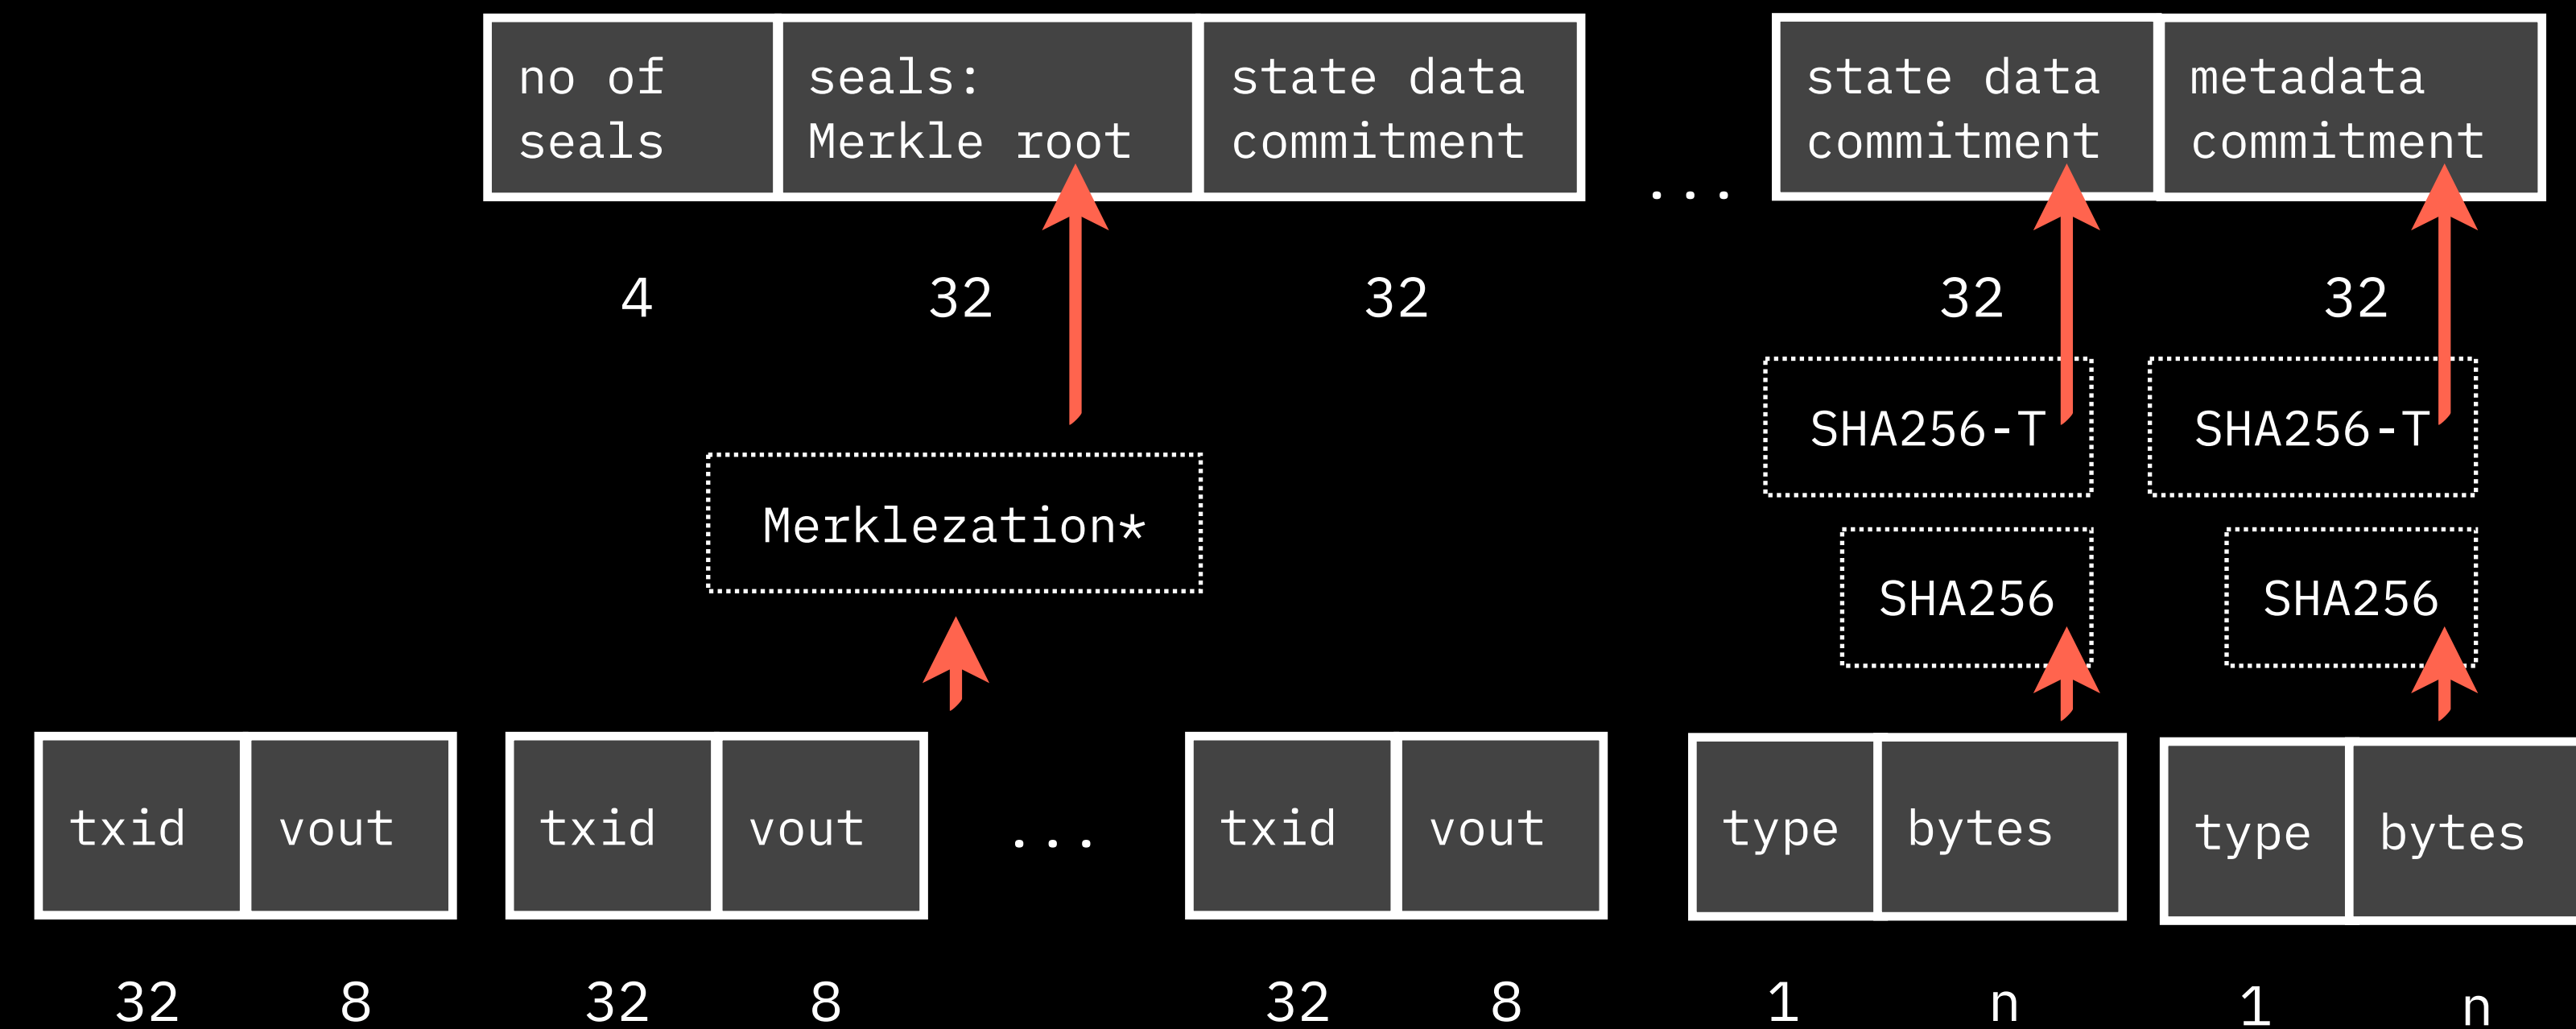 no of
seals
seals:
Merkle root
state data
commitment
...
state data
commitment
metadata
commitment
4
32
32
32
32
SHA256-T
SHA256-T
Merklezation*
SHA256
SHA256
txid
vout
txid
vout
...
txid
vout
type
bytes
type
bytes
32
8
32
8
32
8
1
n
1
n